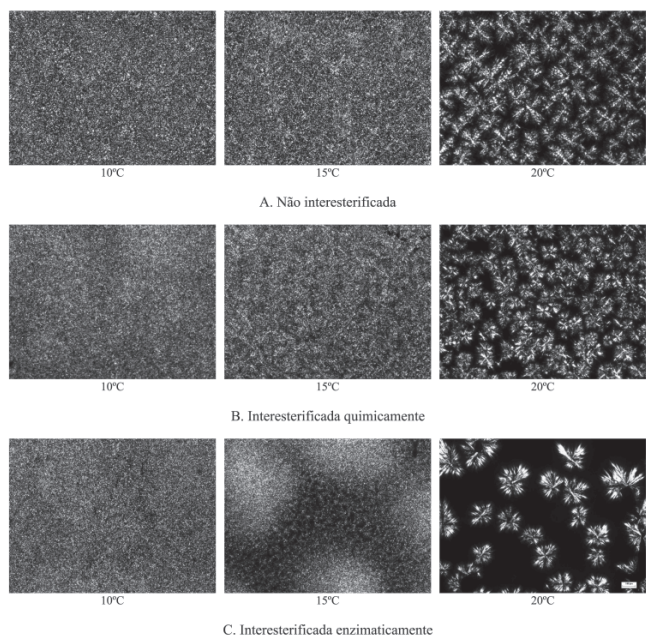 10ºC 15ºC 20ºC
A. Não interesterificada
10ºC 15ºC 20ºC
B. Interesterificada quimicamente
10ºC 15ºC 20ºC
C. Interesterificada enzimaticamente